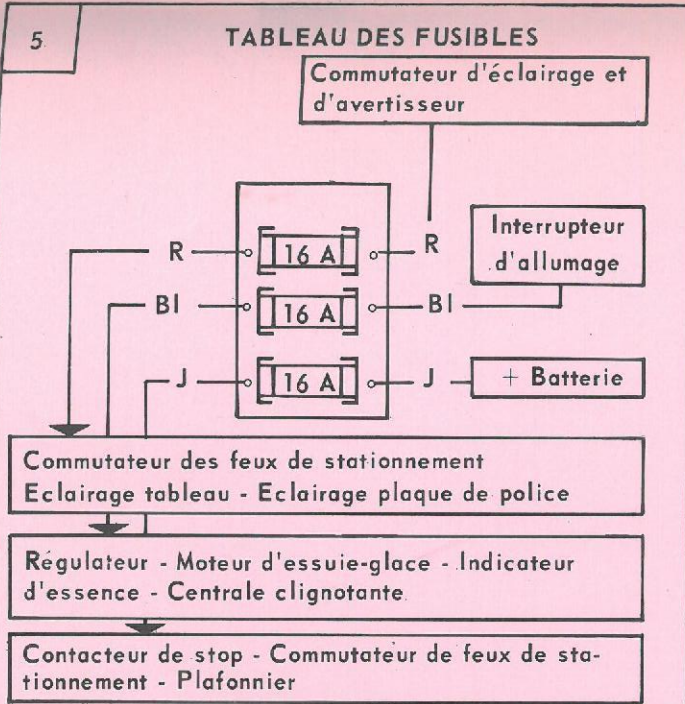 5
TABLEAU DES FUSIBLES
Commutateur d'éclairage et
d'avertisseur
Interrupteur
d'allumage
R 16 A R
Bl 16 A Bl
J 16 A J
+ Batterie
Commutateur des feux de stationnement
Eclairage tableau - Eclairage plaque de police
Régulateur - Moteur d'essuie-glace - Indicateur
d'essence - Centrale clignotante
Contacteur de stop - Commutateur de feux de sta-
tionnement - Plafonnier